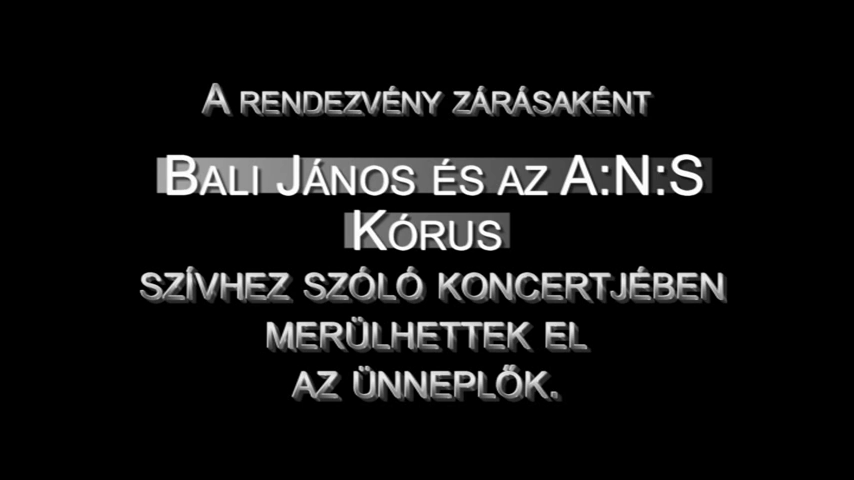 A RENDEZVÉNY ZÁRÁSAKÉNT
BALI JÁNOS ÉS AZ A:N:S
KÓRUS
SZÍVHEZ SZÓLÓ KONCERTJÉBEN
MERÜLHETTEK EL
AZ ÜNNEPLŐK.